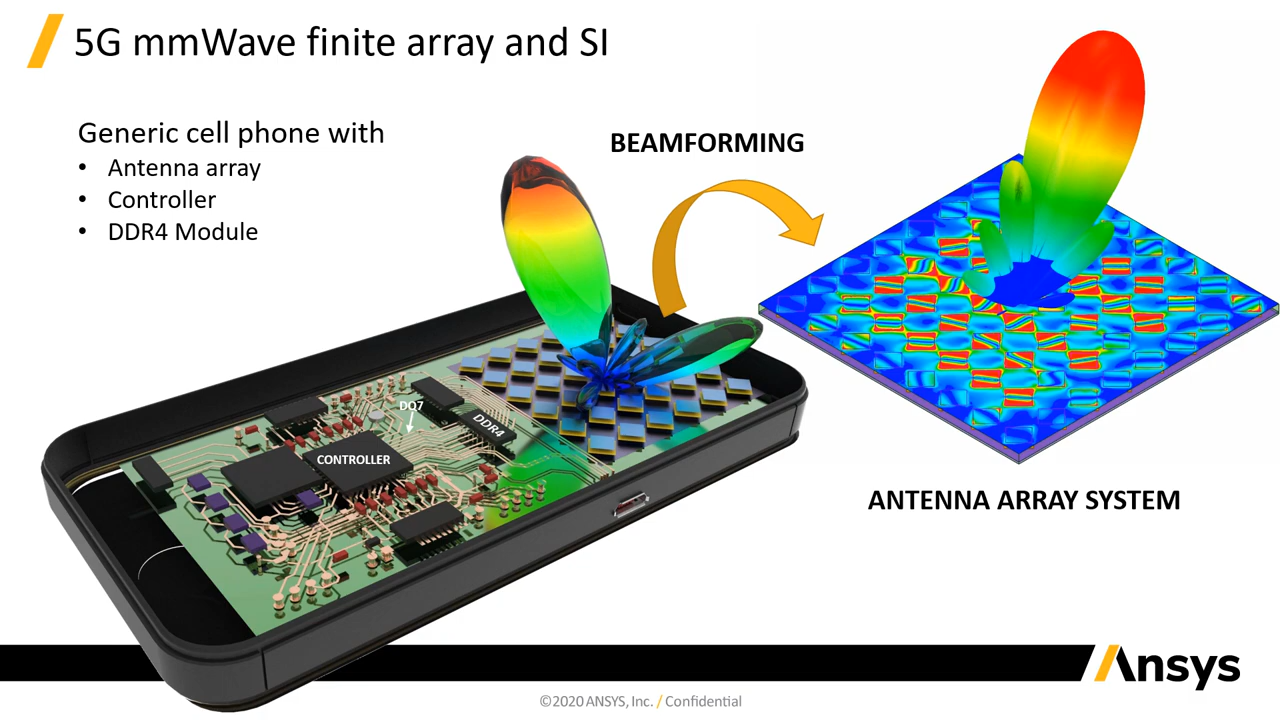 5G mmWave finite array and SI
Generic cell phone with
• Antenna array
• Controller
• DDR4 Module
BEAMFORMING
DQ7
DDR4
CONTROLLER
ANTENNA ARRAY SYSTEM
Ansys
©2020 ANSYS, Inc. / Confidential